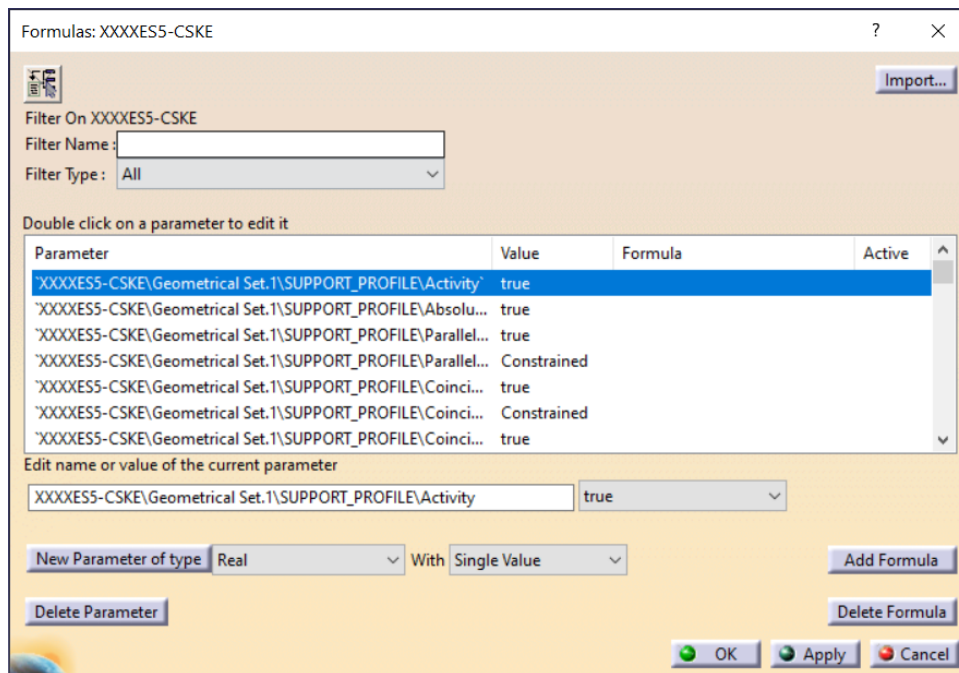 Formulas: XXXXES5-CSKE ?
Import...
Filter On XXXXES5-CSKE
Filter Name :
Filter Type : All
Double click on a parameter to edit it
Parameter Value Formula Active
`XXXXES5-CSKE\Geometrical Set.1\SUPPORT_PROFILE\Activity` true
`XXXXES5-CSKE\Geometrical Set.1\SUPPORT_PROFILE\Absolu... true
`XXXXES5-CSKE\Geometrical Set.1\SUPPORT_PROFILE\Parallel... true
`XXXXES5-CSKE\Geometrical Set.1\SUPPORT_PROFILE\Parallel... Constrained
`XXXXES5-CSKE\Geometrical Set.1\SUPPORT_PROFILE\Coinci... true
`XXXXES5-CSKE\Geometrical Set.1\SUPPORT_PROFILE\Coinci... Constrained
`XXXXES5-CSKE\Geometrical Set.1\SUPPORT_PROFILE\Coinci... true
Edit name or value of the current parameter
XXXXES5-CSKE\Geometrical Set.1\SUPPORT_PROFILE\Activity true
New Parameter of type Real With Single Value Add Formula
Delete Parameter Delete Formula
OK Apply Cancel